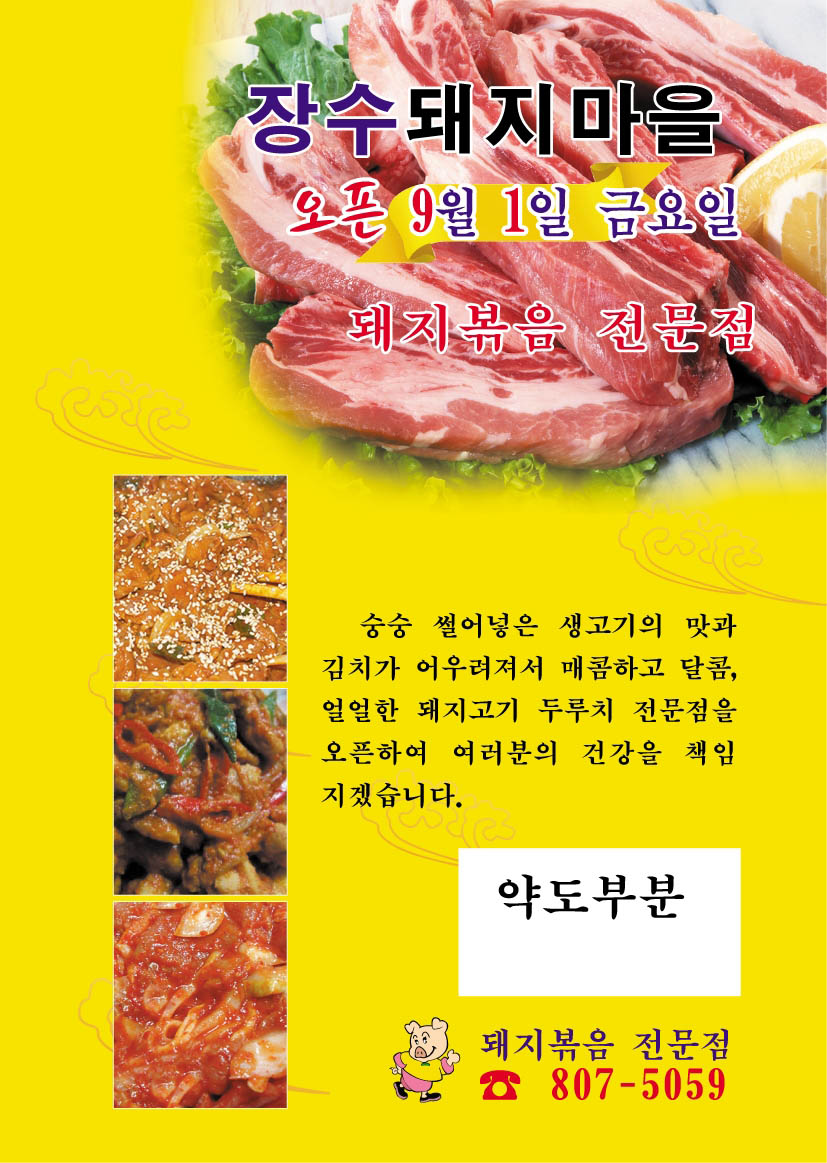 장수돼지마을
오픈 9월 1일 금요일
돼지볶음 전문점
숭숭 썰어넣은 생고기의 맛과
김치가 어우려져서 매콤하고 달콤,
얼얼한 돼지고기 두루치 전문점을
오픈하여 여러분의 건강을 책임
지겠습니다.
약도부분
돼지볶음 전문점
☎ 807-5059